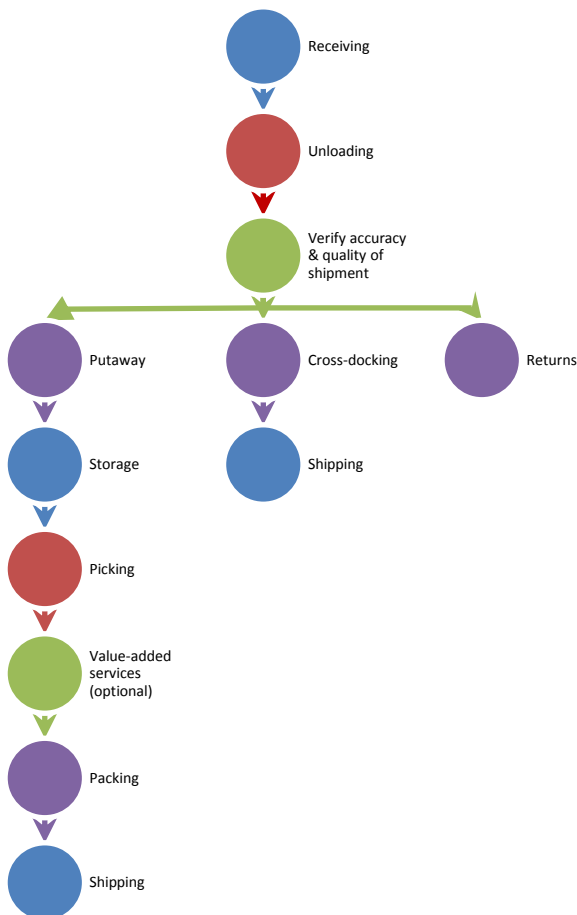 Receiving
Unloading
Verify accuracy
& quality of
shipment
Putaway
Cross-docking
Returns
Storage
Shipping
Picking
Value-added
services
(optional)
Packing
Shipping